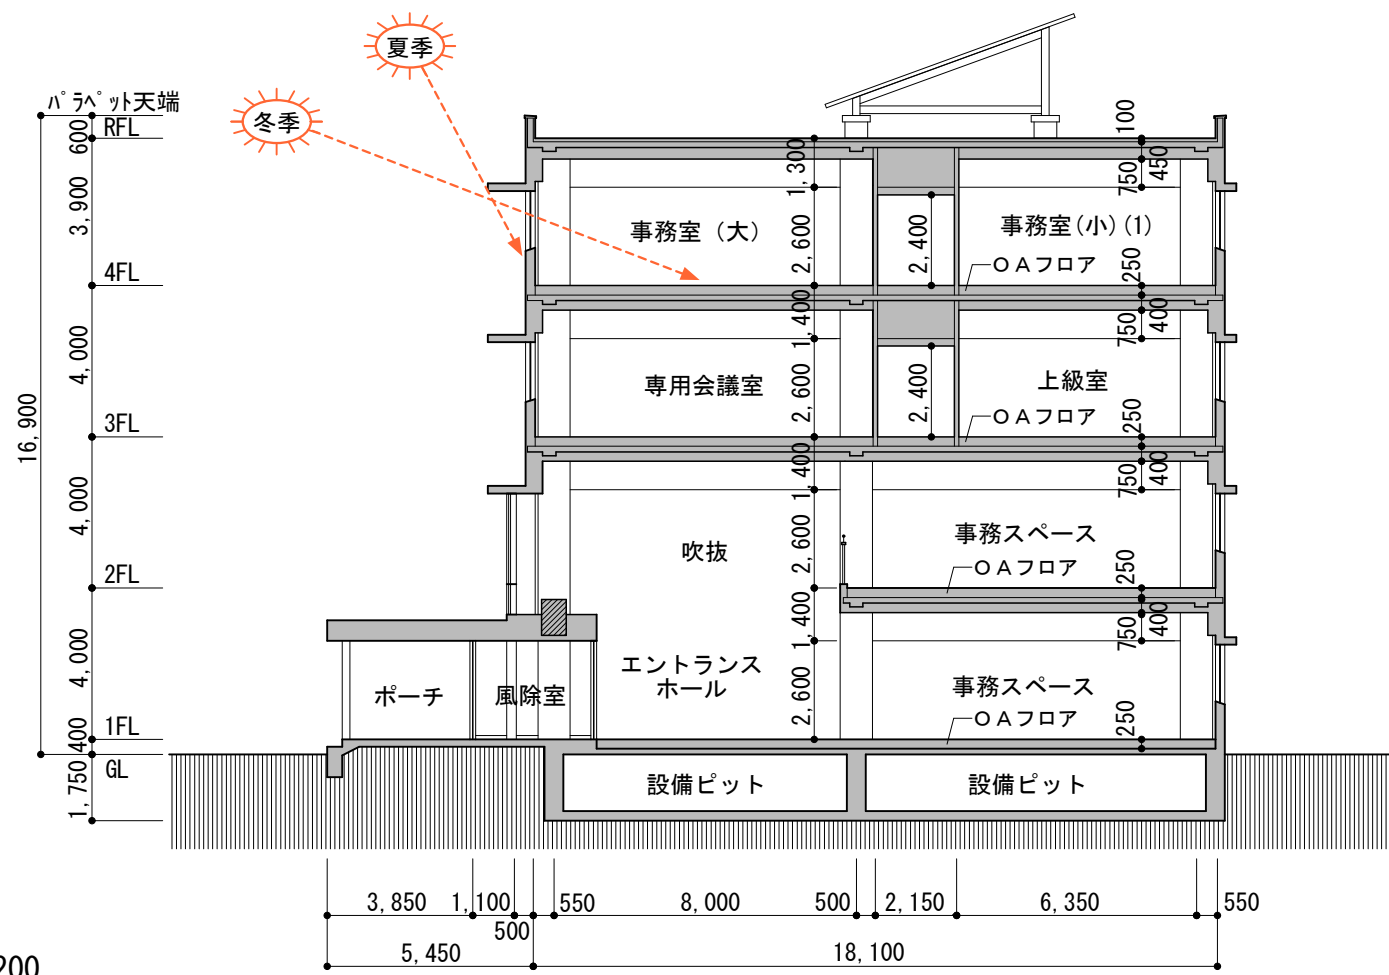 夏季
冬季
パラペット天端
RFL
600
3,900
4FL
4,000
3FL
4,000
2FL
4,000
1FL
400
GL
1,750
16,900
100
1,300
750
450
事務室（大）
2,600
2,400
事務室(小)(1)
OAフロア
250
1,400
750
400
専用会議室
2,600
2,400
上級室
OAフロア
250
1,400
750
400
吹抜
2,600
事務スペース
OAフロア
250
1,400
750
400
ポーチ
風除室
エントランス
ホール
2,600
事務スペース
OAフロア
250
設備ピット
設備ピット
3,850
1,100
500
550
8,000
500
2,150
6,350
550
5,450
18,100
200